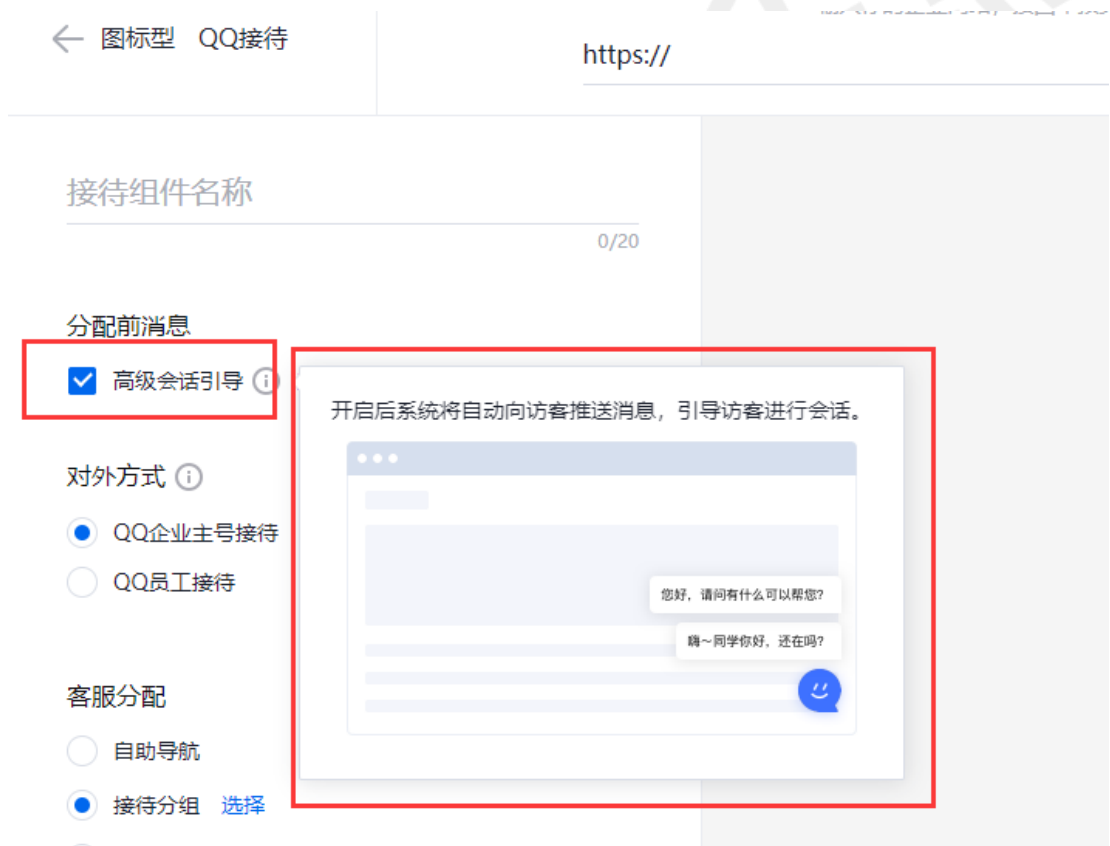 图标型 QQ接待
https://
接待组件名称
0/20
分配前消息
高级会话引导
开启后系统将自动向访客推送消息，引导访客进行会话。
您好，请问有什么可以帮您？
嗨～同学你好，还在吗？
对外方式
QQ企业主号接待
QQ员工接待
客服分配
自助导航
接待分组 选择